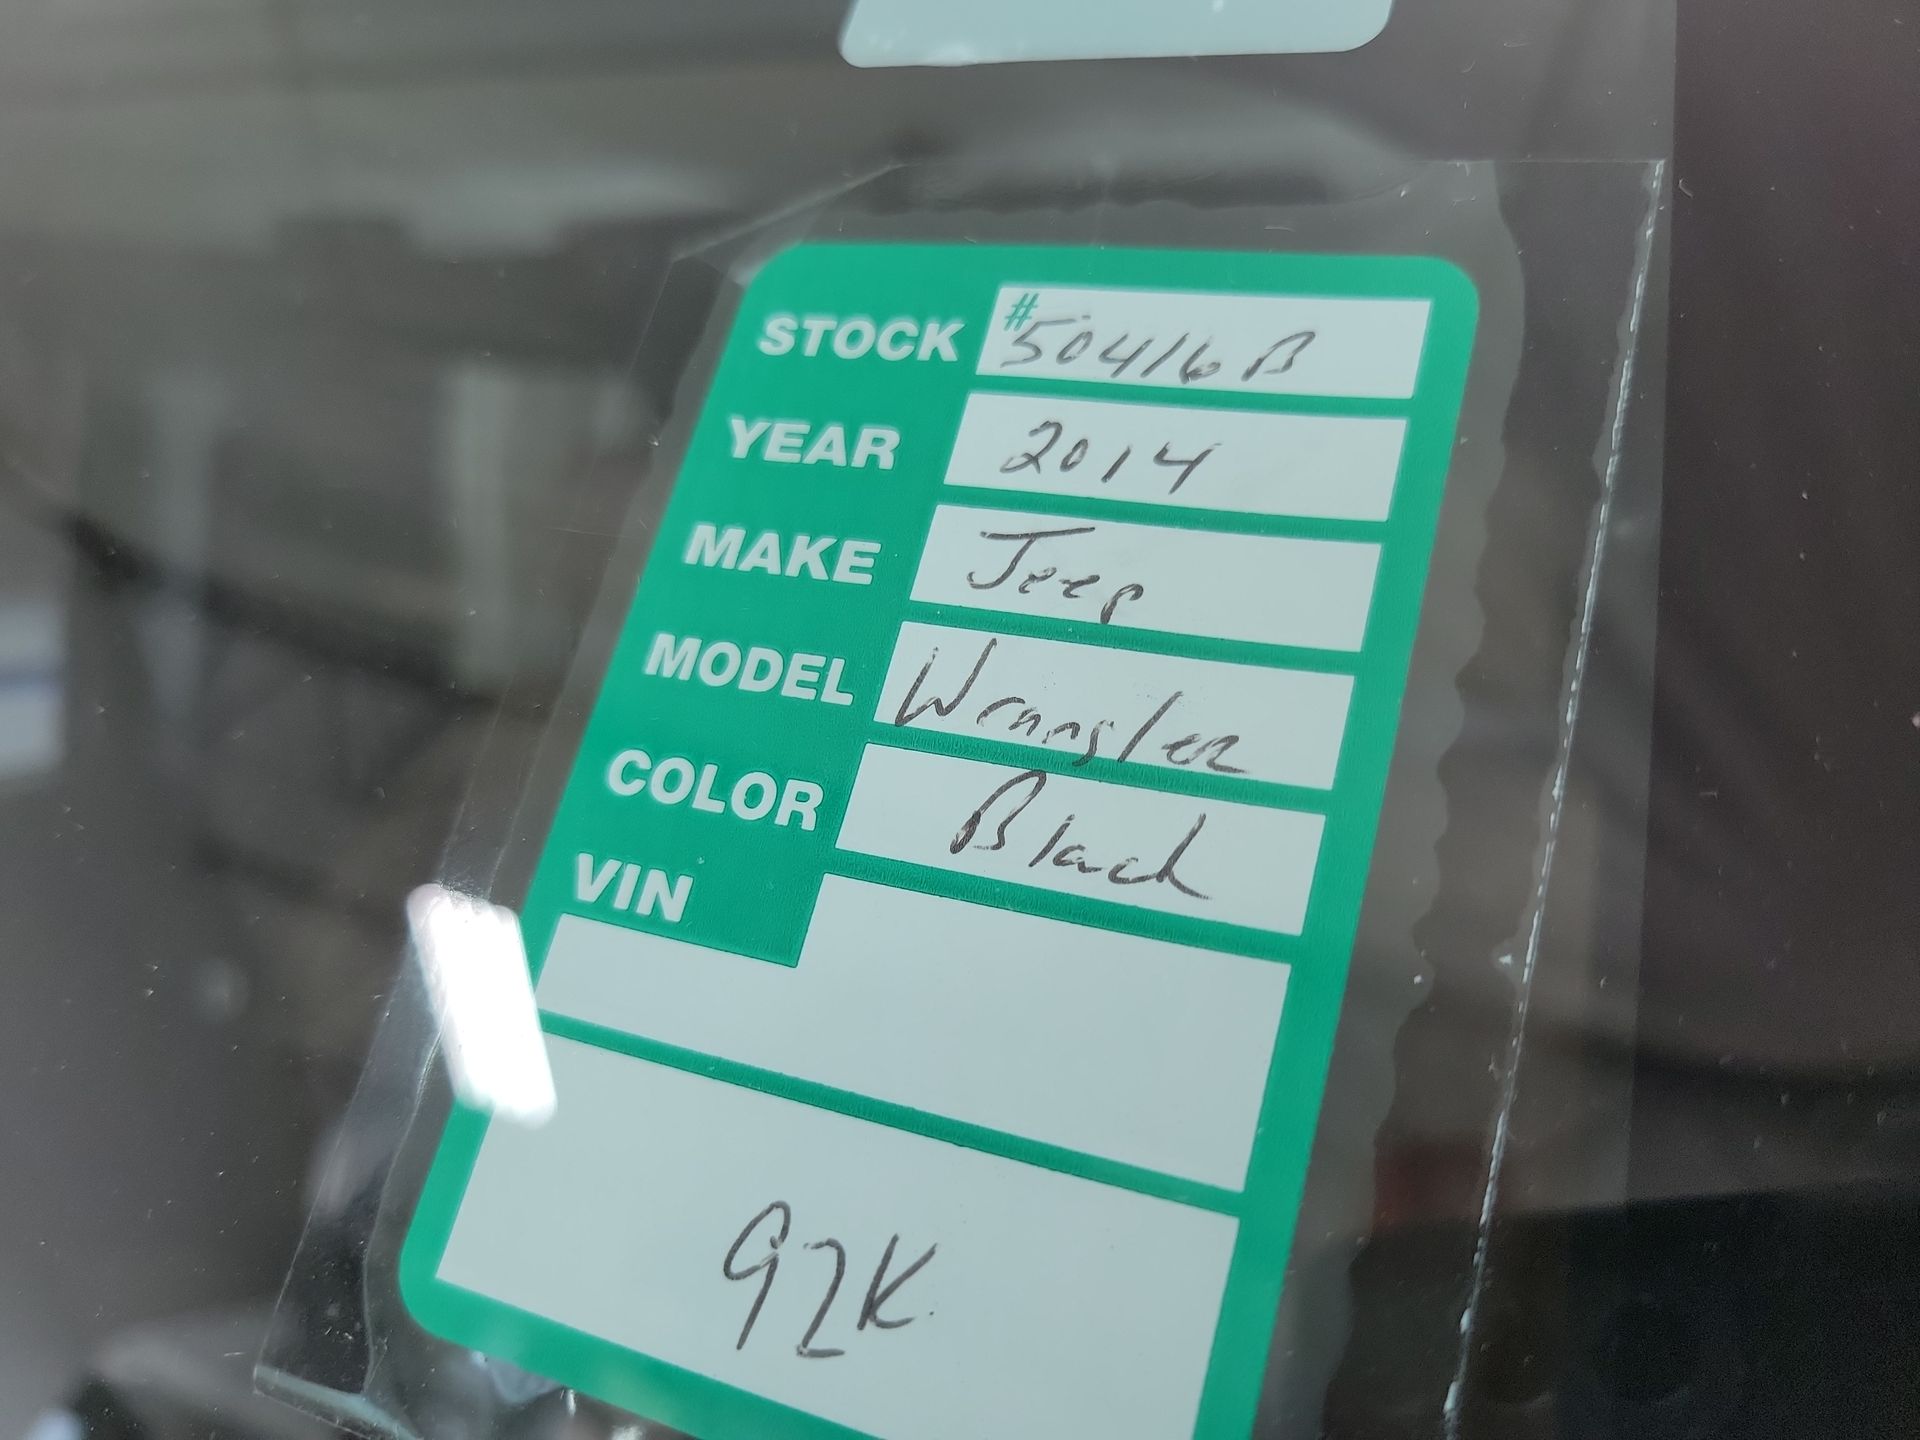 STOCK #50416B
YEAR 2014
MAKE Jeep
MODEL Wrangler
COLOR Black
VIN
92K